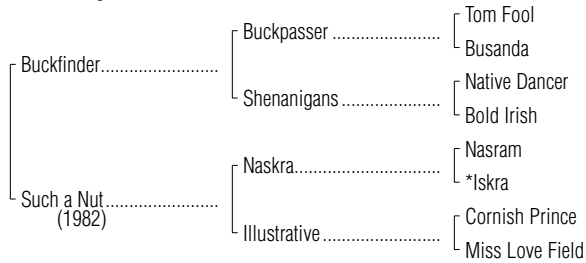 Tom Fool
Buckpasser ...................
Busanda
Buckfinder.......................
Native Dancer
Shenanigans .................
Bold Irish
Nasram
Naskra..........................
*Iskra
Such a Nut......................
(1982)
Cornish Prince
Illustrative.....................
Miss Love Field